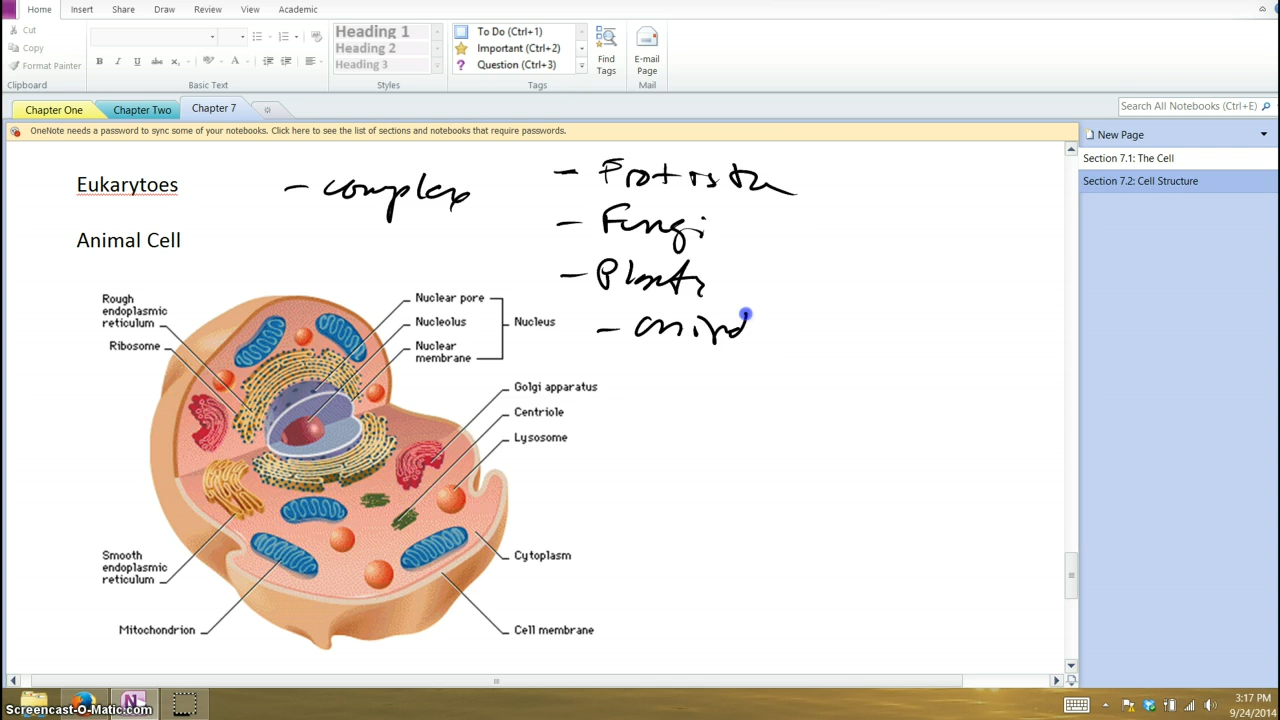 Home Insert Share Draw Review View Academic
Cut
Copy
Format Painter
Clipboard
B I U abc
Basic Text
Heading 1
Heading 2
Heading 3
Styles
To Do (Ctrl+1)
Important (Ctrl+2)
Question (Ctrl+3)
Tags
Find
Tags
E-mail
Page
Mail
Chapter One Chapter Two Chapter 7
Search All Notebooks (Ctrl+E)
OneNote needs a password to sync some of your notebooks. Click here to see the list of sections and notebooks that require passwords.
New Page
Section 7.1: The Cell
Section 7.2: Cell Structure
Eukarytoes
- complex
- Protista
- Fungi
- Plants
Animal Cell
Rough
endoplasmic
reticulum
Ribosome
Nuclear pore
Nucleolus
Nucleus
Nuclear
membrane
Golgi apparatus
Centriole
Lysosome
Smooth
endoplasmic
reticulum
Cytoplasm
Mitochondrion
Cell membrane
Screencast-O-Matic.com
3:17 PM
9/24/2014